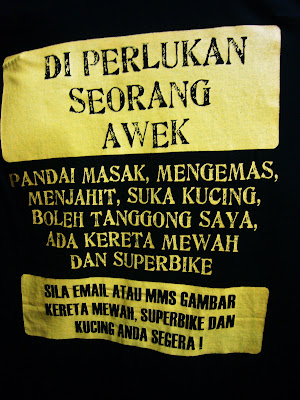 DI PERLUKAN
SEORANG
AWEK
PANDAI MASAK, MENGEMAS,
MENJAHIT, SUKA KUCING,
BOLEH TANGGONG SAYA,
ADA KERETA MEWAH
DAN SUPERBIKE
SILA EMAIL ATAU MMS GAMBAR
KERETA MEWAH, SUPERBIKE DAN
KUCING ANDA SEGERA !